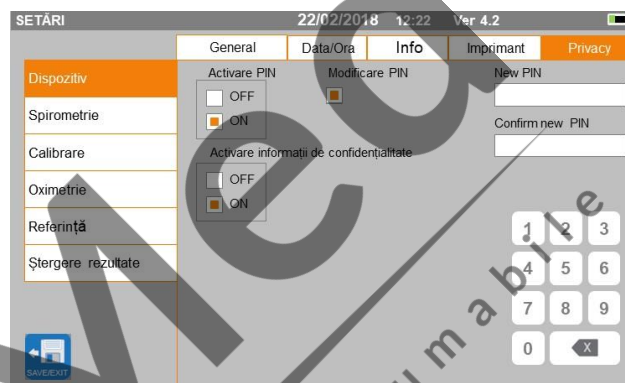 SETĂRI 22/02/2018 12:22 Ver 4.2
General Data/Ora Info Imprimant Privacy
Dispozitiv
Spirometrie
Calibrare
Oximetrie
Referință
Ștergere rezultate
Activare PIN
OFF
ON
Modificare PIN
Activare informații de confidențialitate
OFF
ON
New PIN
Confirm new PIN
1 2 3
4 5 6
7 8 9
0 X
SAVE/EXIT